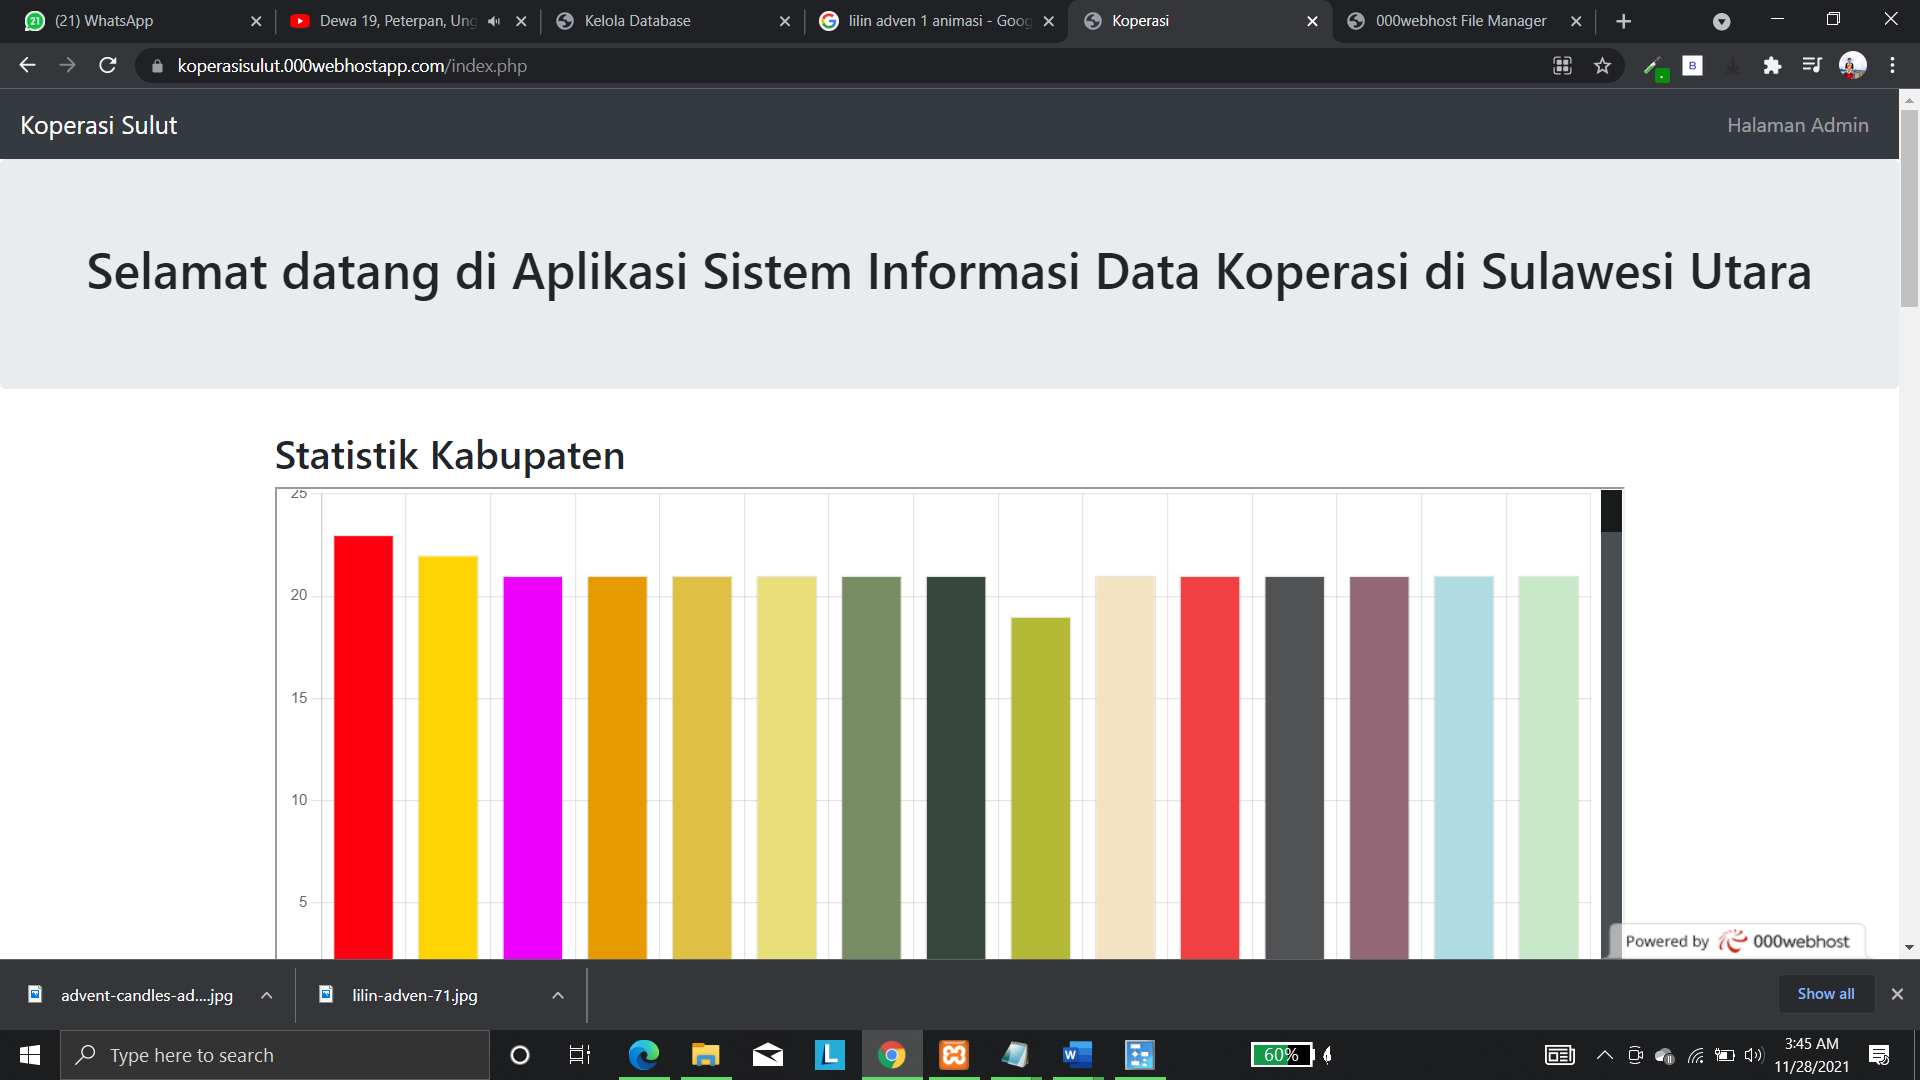 (21) WhatsApp
Dewa 19, Peterpan, Ung
Kelola Database
lilin adven 1 animasi - Goog
Koperasi
000webhost File Manager
koperasisulut.000webhostapp.com/index.php
Koperasi Sulut
Halaman Admin
Selamat datang di Aplikasi Sistem Informasi Data Koperasi di Sulawesi Utara
Statistik Kabupaten
25
20
15
10
5
Powered by 000webhost
advent-candles-ad....jpg
lilin-adven-71.jpg
Show all
Type here to search
60%
3:45 AM
11/28/2021